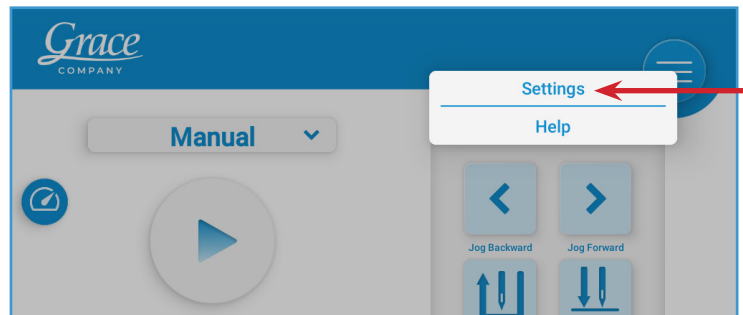 Grace
COMPANY
Settings
Help
Manual
Jog Backward
Jog Forward